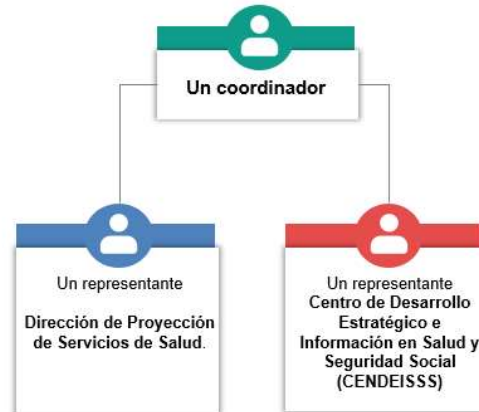 Un coordinador
Un representante
Dirección de Proyección
de Servicios de Salud.
Un representante
Centro de Desarrollo
Estratégico e
Información en Salud y
Seguridad Social
(CENDEISSS)